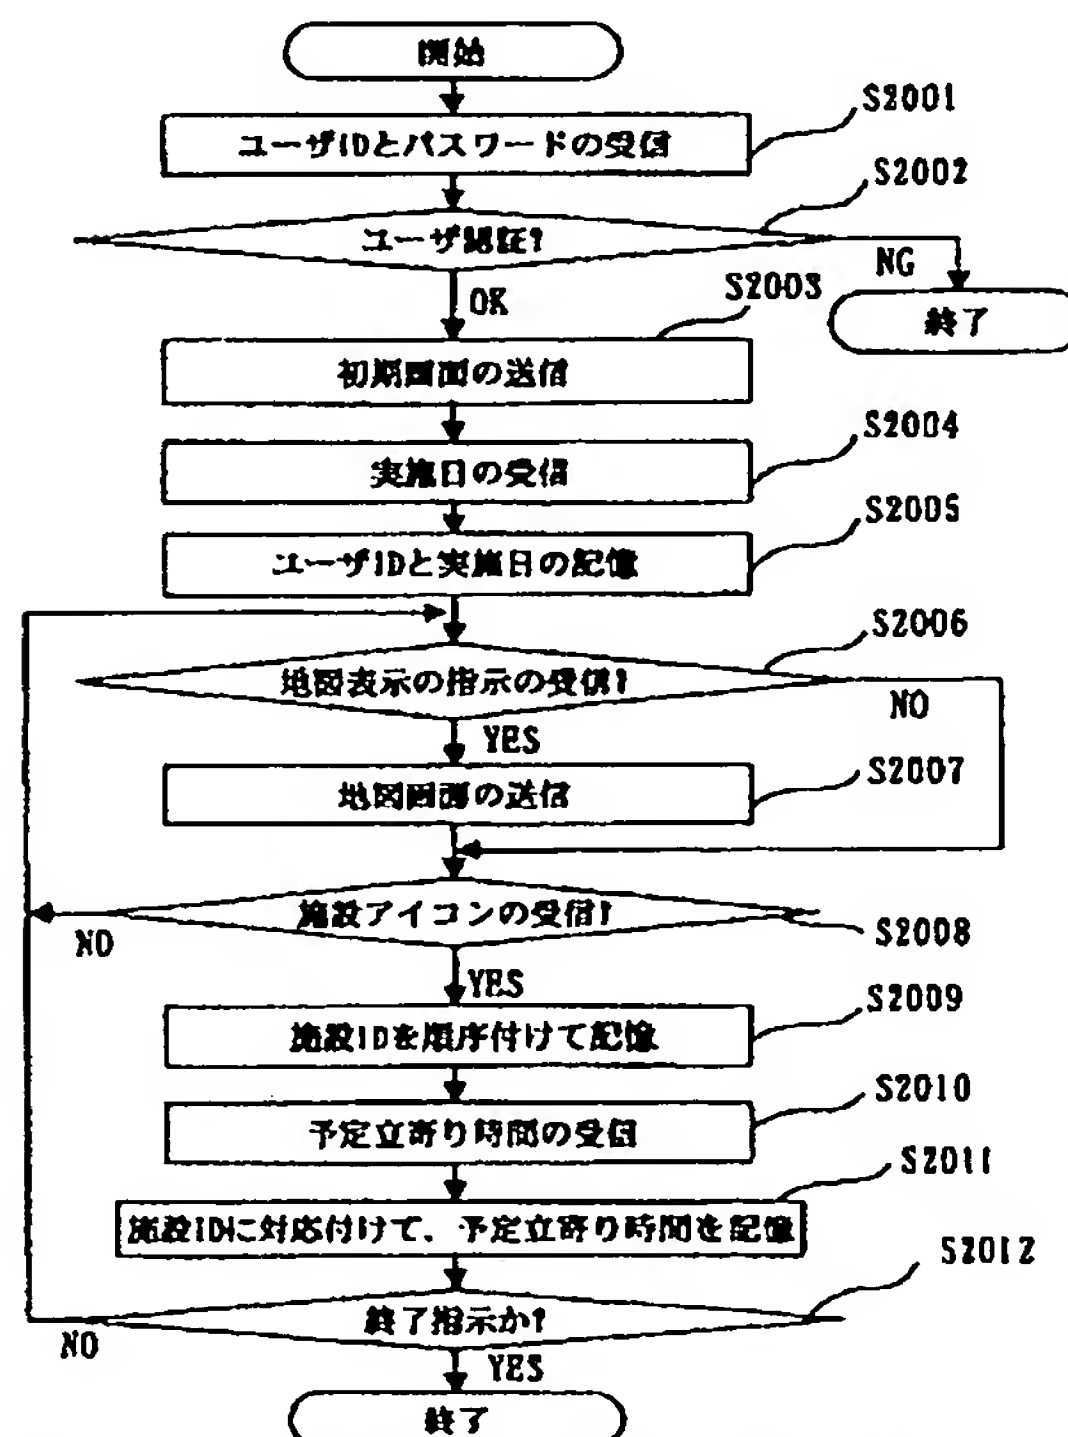 開始
S2001
ユーザIDとパスワードの受信
S2002
ユーザ認証?
NG
終了
OK
S2003
初期画面の送信
S2004
実施日の受信
S2005
ユーザIDと実施日の記憶
S2006
地図表示の指示の受信?
NO
YES
S2007
地図画面の送信
施設アイコンの受信?
S2008
NO
YES
S2009
施設IDを順序付けて記憶
S2010
予定立寄り時間の受信
S2011
施設IDに対応付けて、予定立寄り時間を記憶
S2012
終了指示か?
NO
YES
終了